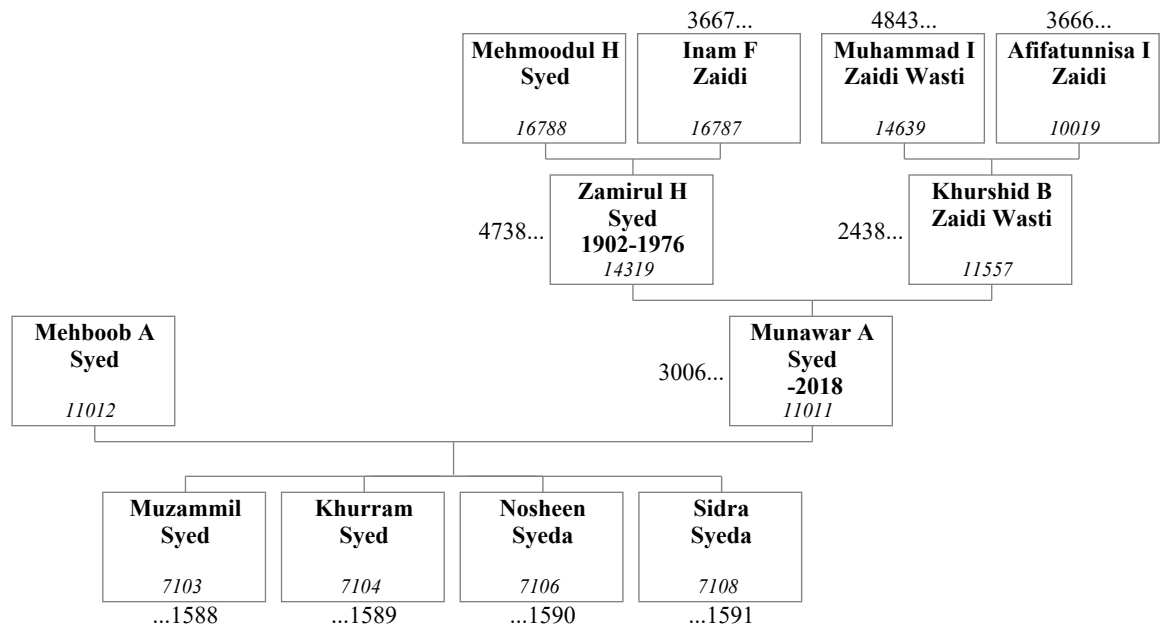 3667... 4843... 3666...
Mehmoodul H
Syed
16788
Inam F
Zaidi
16787
Muhammad I
Zaidi Wasti
14639
Afifatunnisa I
Zaidi
10019
4738...
Zamirul H
Syed
1902-1976
14319
2438...
Khurshid B
Zaidi Wasti
11557
Mehboob A
Syed
11012
3006...
Munawar A
Syed
-2018
11011
Muzammil
Syed
7103
Khurram
Syed
7104
Nosheen
Syeda
7106
Sidra
Syeda
7108
...1588 ...1589 ...1590 ...1591